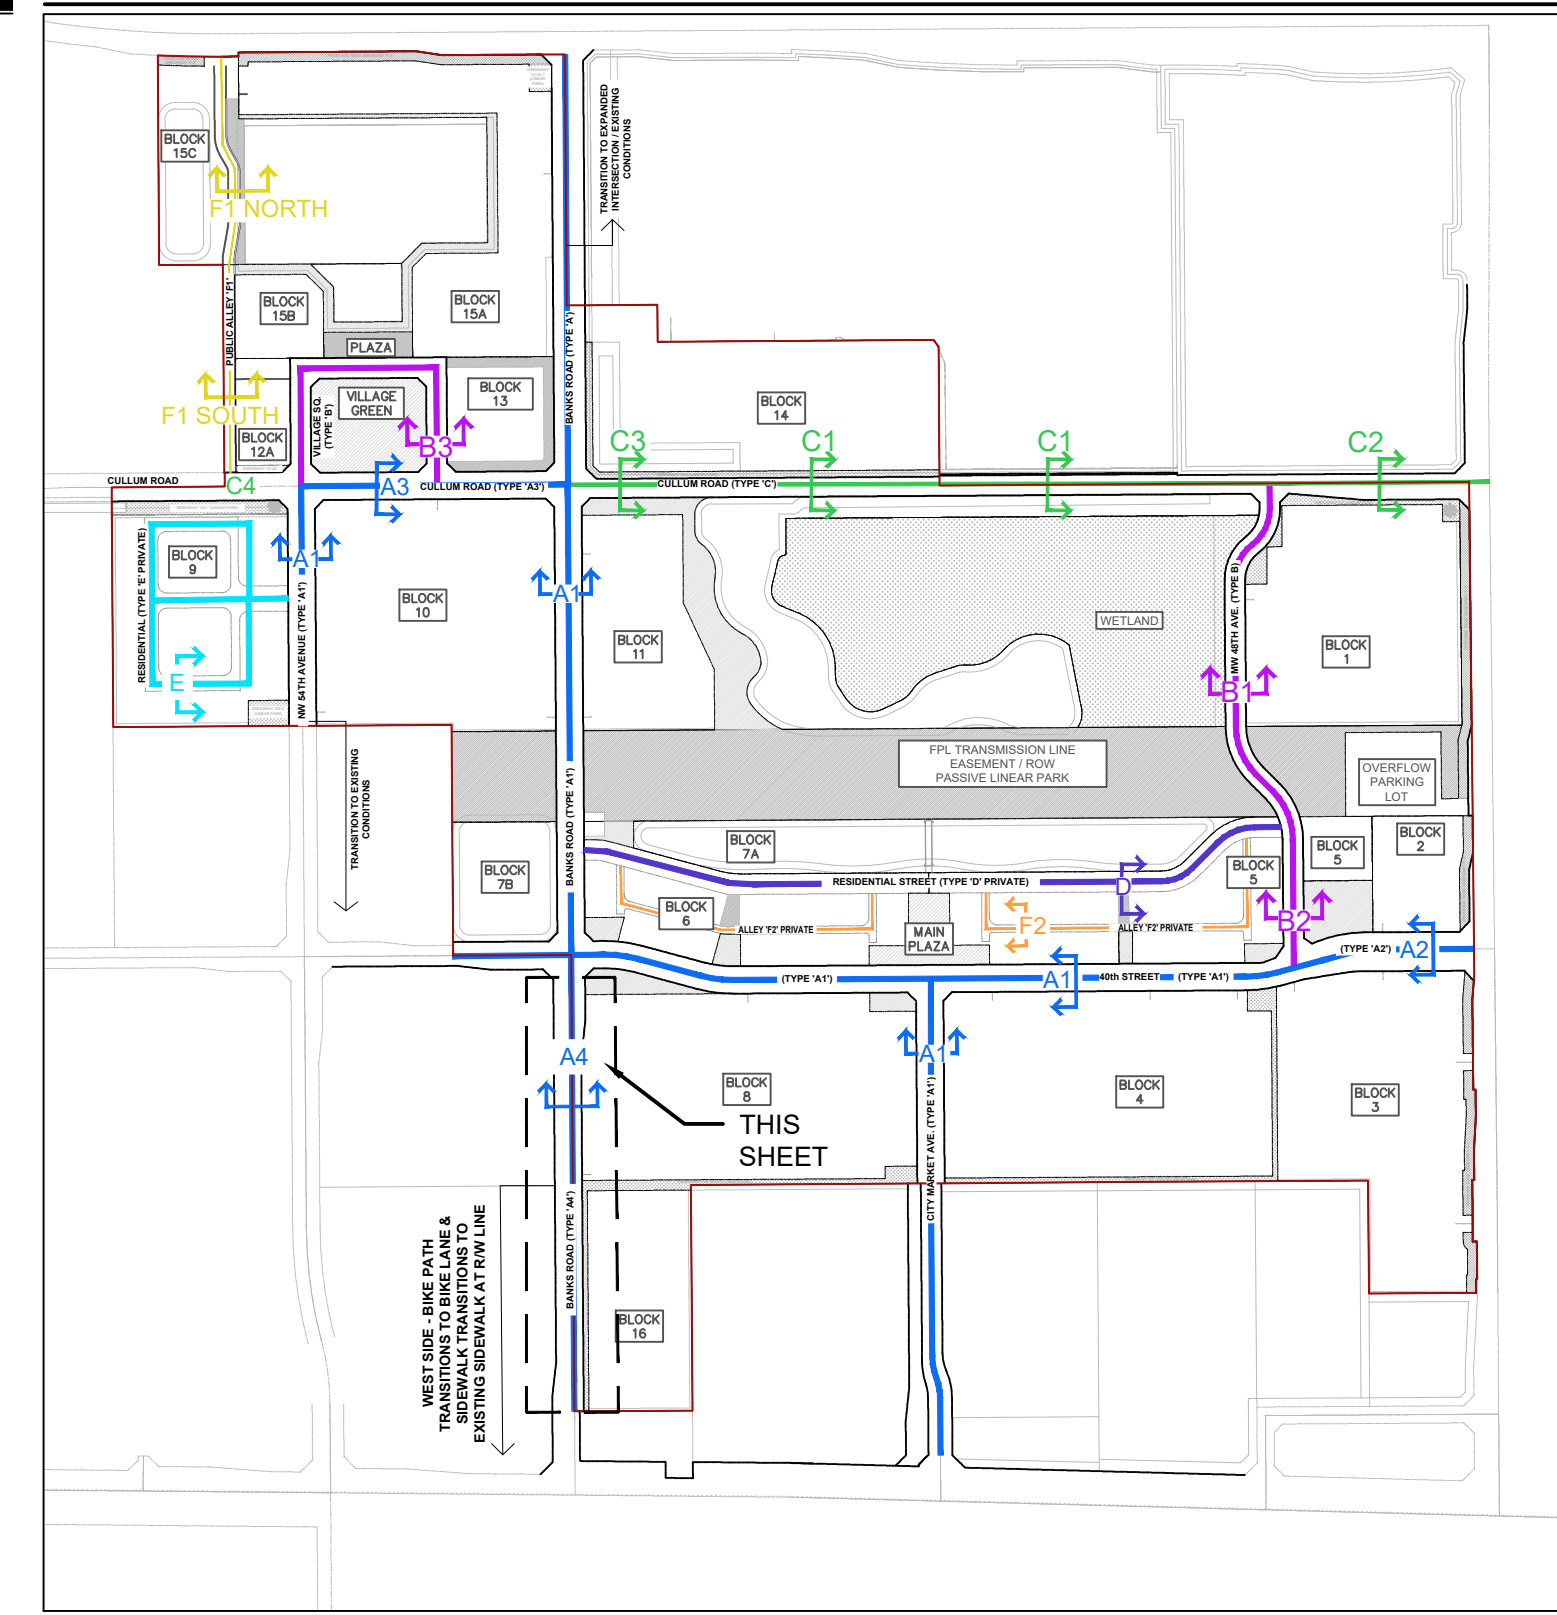 TRANSITION TO EXPANDED
INTERSECTION / EXISTING
CONDITIONS
BLOCK
15C
F1 NORTH
PUBLIC ALLEY 'F1'
BLOCK
15B
BLOCK
15A
BANKS ROAD (TYPE 'A')
PLAZA
VILLAGE SQ.
(TYPE 'B')
VILLAGE
GREEN
BLOCK
13
BLOCK
14
F1 SOUTH
BLOCK
12A
B3
C3
C1
C1
C2
CULLUM ROAD
C4
A3
CULLUM ROAD (TYPE 'A3')
CULLUM ROAD (TYPE 'C')
RESIDENTIAL (TYPE 'E' PRIVATE)
BLOCK
9
A1
NW 54TH AVENUE (TYPE 'A1')
BLOCK
10
A1
BLOCK
11
WETLAND
MW 48TH AVE. (TYPE B)
BLOCK
1
E
B1
TRANSITION TO EXISTING
CONDITIONS
BANKS ROAD (TYPE 'A1')
FPL TRANSMISSION LINE
EASEMENT / ROW
PASSIVE LINEAR PARK
OVERFLOW
PARKING
LOT
BLOCK
7B
BLOCK
7A
BLOCK
5
BLOCK
5
BLOCK
2
RESIDENTIAL STREET (TYPE 'D' PRIVATE)
D
BLOCK
6
ALLEY 'F2' PRIVATE
MAIN
PLAZA
F2
ALLEY 'F2' PRIVATE
B2
(TYPE 'A2')
A2
(TYPE 'A1')
A1
40th STREET
(TYPE 'A1')
A4
A1
BLOCK
8
BLOCK
4
BLOCK
3
THIS
SHEET
CITY MARKET AVE. (TYPE 'A1')
BANKS ROAD (TYPE 'A4')
WEST SIDE - BIKE PATH
TRANSITIONS TO BIKE LANE &
SIDEWALK TRANSITIONS TO
EXISTING SIDEWALK AT R/W LINE
BLOCK
16